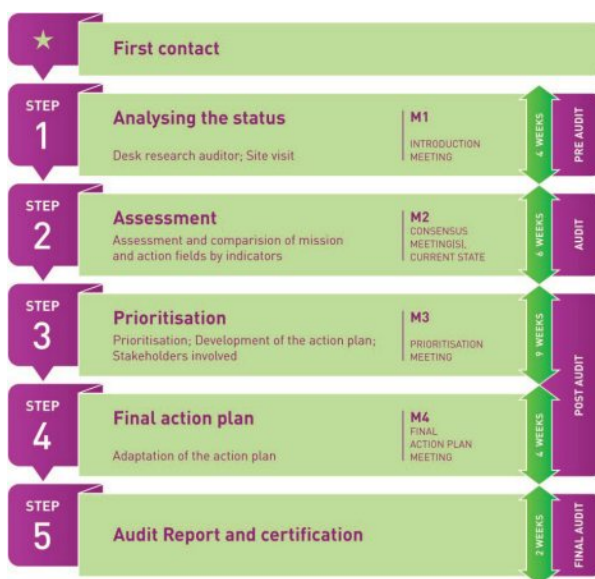 First contact
STEP
1
Analysing the status
Desk research auditor; Site visit
M1
INTRODUCTION
MEETING
4 WEEKS
PRE AUDIT
STEP
2
Assessment
Assessment and comparision of mission
and action fields by indicators
M2
CONSENSUS
MEETING(S),
CURRENT STATE
6 WEEKS
AUDIT
STEP
3
Prioritisation
Prioritisation; Development of the action plan;
Stakeholders involved
M3
PRIORITISATION
MEETING
9 WEEKS
POST AUDIT
STEP
4
Final action plan
Adaptation of the action plan
M4
FINAL
ACTION PLAN
MEETING
4 WEEKS
STEP
5
Audit Report and certification
2 WEEKS
FINAL AUDIT